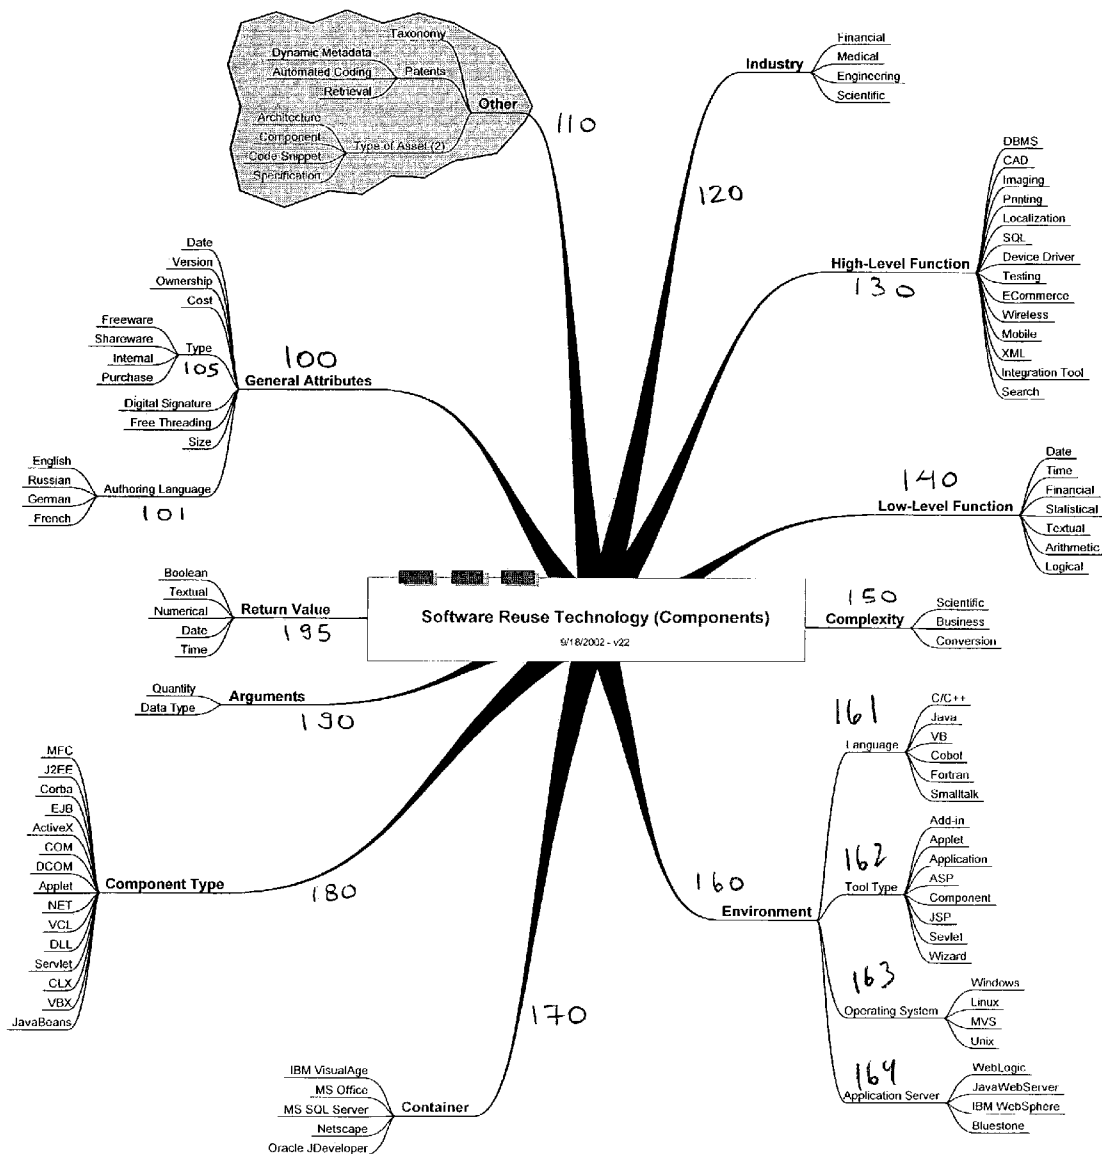 Taxonomy
Dynamic Metadata
Automated Coding
Retrieval
Patents
Architecture
Component
Code Snippet
Specification
Type of Asset (2)
Other
110
Industry
Financial
Medical
Engineering
Scientific
120
High-Level Function
130
DBMS
CAD
Imaging
Printing
Localization
SQL
Device Driver
Testing
ECommerce
Wireless
Mobile
XML
Integration Tool
Search
Date
Version
Ownership
Cost
Freeware
Shareware
Internal
Purchase
Type
105
Digital Signature
Free Threading
Size
English
Russian
German
French
Authoring Language
101
100
General Attributes
140
Low-Level Function
Date
Time
Financial
Statistical
Textual
Arithmetic
Logical
Software Reuse Technology (Components)
9/18/2002 - v22
Boolean
Textual
Numerical
Date
Time
Return Value
195
150
Complexity
Scientific
Business
Conversion
Quantity
Data Type
Arguments
190
MFC
J2EE
Corba
EJB
ActiveX
COM
DCOM
Applet
NET
VCL
DLL
Servlet
CLX
VBX
JavaBeans
Component Type
180
160
Environment
161
Language
C/C++
Java
VB
Cobol
Fortran
Smalltalk
162
Tool Type
Add-in
Applet
Application
ASP
Component
JSP
Sevlet
Wizard
163
Operating System
Windows
Linux
MVS
Unix
164
Application Server
WebLogic
JavaWebServer
IBM WebSphere
Bluestone
170
Container
IBM VisualAge
MS Office
MS SQL Server
Netscape
Oracle JDeveloper